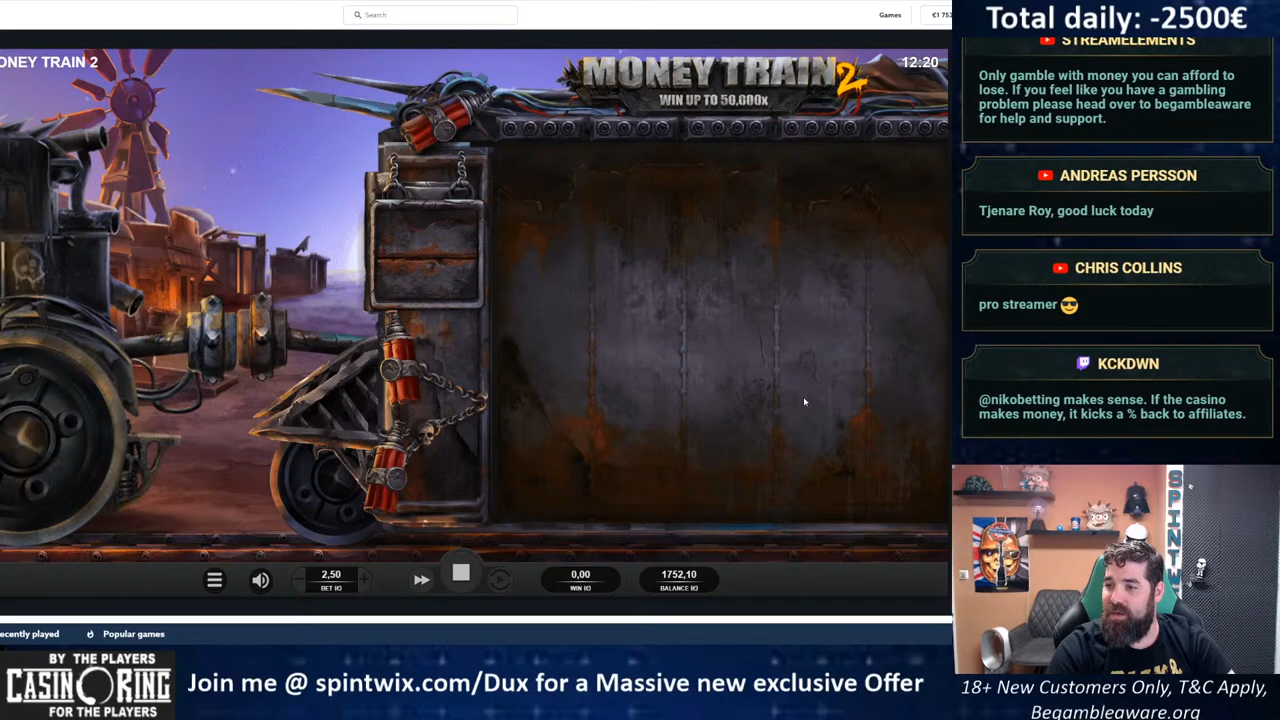 Search
Games
€1 752
Total daily: -2500€
ONEY TRAIN 2
12:20
MONEY TRAIN 2
WIN UP TO 50,000x
STREAMELEMENTS
Only gamble with money you can afford to
lose. If you feel like you have a gambling
problem please head over to begambleaware
for help and support.
ANDREAS PERSSON
Tjenare Roy, good luck today
CHRIS COLLINS
pro streamer 😎
KCKDWN
@nikobetting makes sense. If the casino
makes money, it kicks a % back to affiliates.
2,50
BET (€)
0,00
WIN (€)
1752,10
BALANCE (€)
ecently played
Popular games
SPINTW
BY THE PLAYERS
CASINORING
FOR THE PLAYERS
Join me @ spintwix.com/Dux for a Massive new exclusive Offer
18+ New Customers Only, T&C Apply,
Begambleaware.org